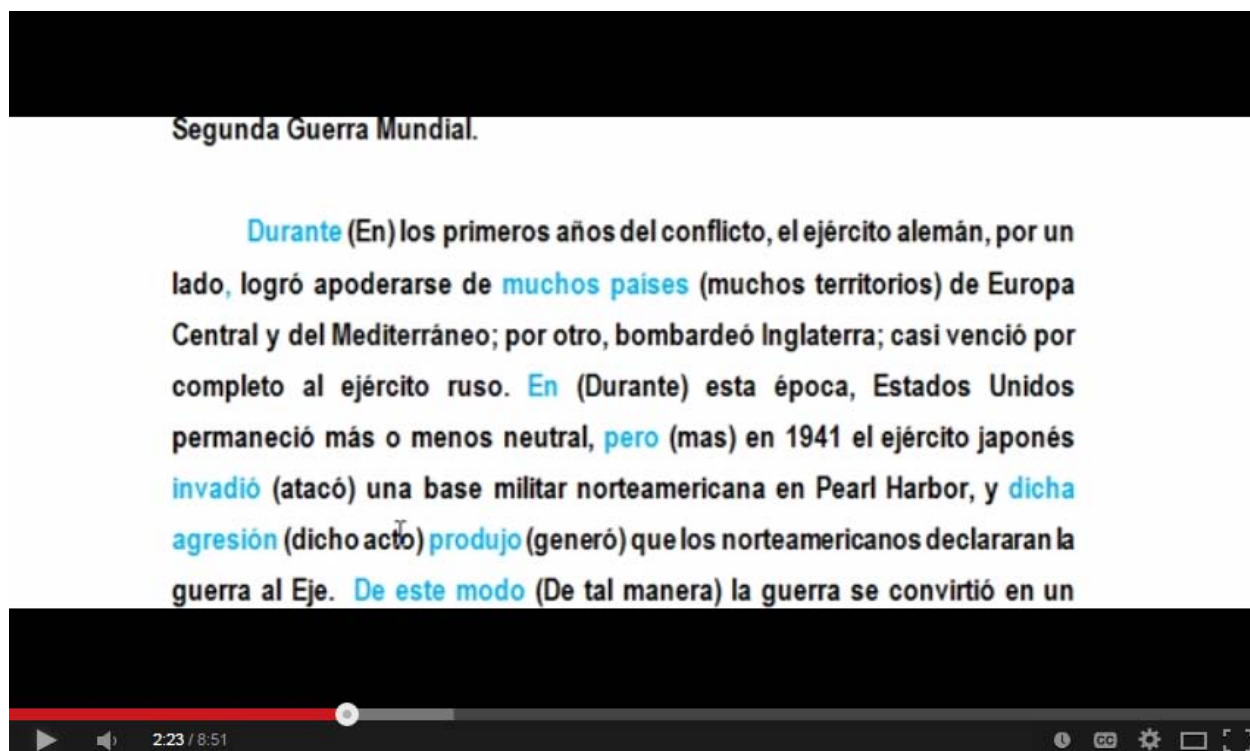 Segunda Guerra Mundial.
Durante (En) los primeros años del conflicto, el ejército alemán, por un
lado, logró apoderarse de muchos países (muchos territorios) de Europa
Central y del Mediterráneo; por otro, bombardeó Inglaterra; casi venció por
completo al ejército ruso. En (Durante) esta época, Estados Unidos
permaneció más o menos neutral, pero (mas) en 1941 el ejército japonés
invadió (atacó) una base militar norteamericana en Pearl Harbor, y dicha
agresión (dicho acto) produjo (generó) que los norteamericanos declararan la
guerra al Eje. De este modo (De tal manera) la guerra se convirtió en un
2:23 / 8:51 CC